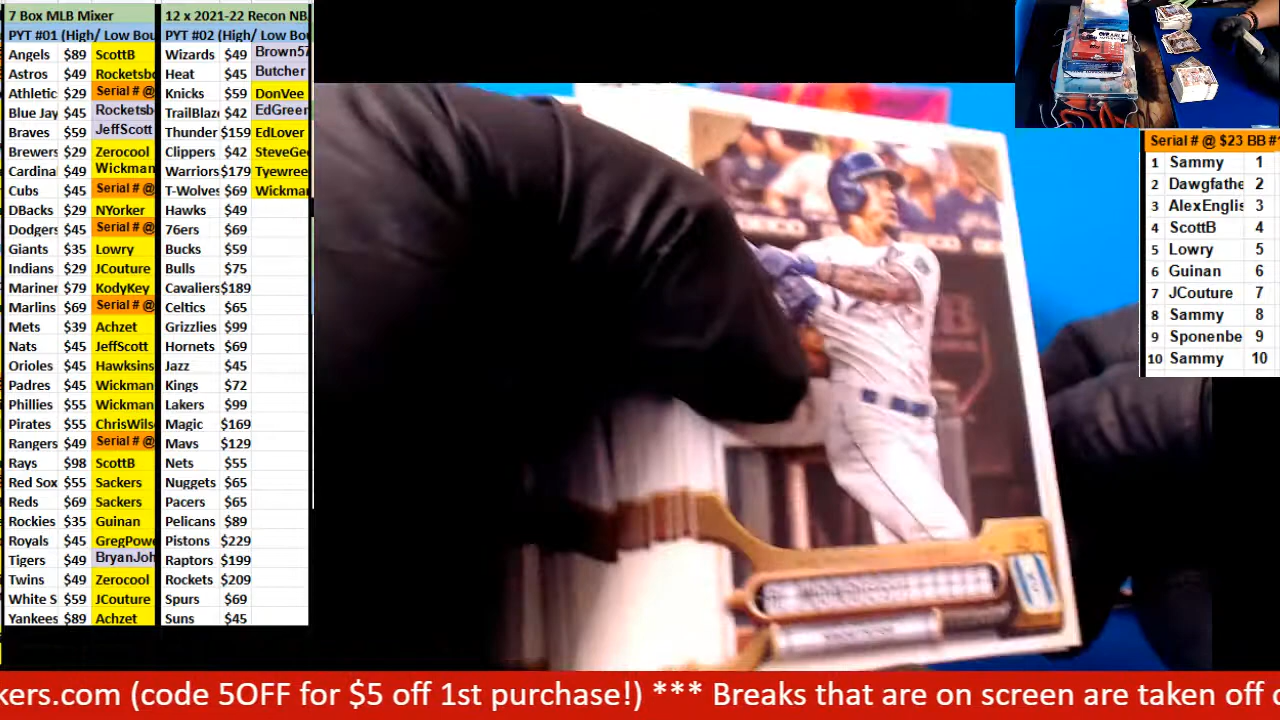 7 Box MLB Mixer
PYT #01 (High/ Low Bou
Angels $89 ScottB
Astros $49 Rocketsbo
Athletic $29 Serial # @
Blue Jay $45 Rocketsb
Braves $59 JeffScott
Brewers $29 Zerocool
Cardina $49 Wickman
Cubs $45 Serial # @
DBacks $29 NYorker
Dodgers $45 Serial # @
Giants $35 Lowry
Indians $29 JCouture
Mariner $79 KodyKey
Marlins $69 Serial # @
Mets $39 Achzet
Nats $45 JeffScott
Orioles $45 Hawksins
Padres $45 Wickman
Phillies $55 Wickman
Pirates $55 ChrisWils
Rangers $49 Serial # @
Rays $98 ScottB
Red Sox $55 Sackers
Reds $69 Sackers
Rockies $35 Guinan
Royals $45 GregPow
Tigers $49 BryanJoh
Twins $49 Zerocool
White S $59 JCouture
Yankees $89 Achzet
12 x 2021-22 Recon NB
PYT #02 (High/ Low Bou
Wizards $49 Brown57
Heat $45 Butcher
Knicks $59 DonVee
TrailBlaz $42 EdGreer
Thunder $159 EdLover
Clippers $42 SteveGe
Warriors $179 Tyewree
T-Wolves $69 Wickmar
Hawks $49
76ers $69
Bucks $59
Bulls $75
Cavaliers $189
Celtics $65
Grizzlies $99
Hornets $69
Jazz $45
Kings $72
Lakers $99
Magic $169
Mavs $129
Nets $55
Nuggets $65
Pacers $65
Pelicans $89
Pistons $229
Raptors $199
Rockets $209
Spurs $69
Suns $45
Serial # @ $23 BB #
1 Sammy 1
2 Dawgfathe 2
3 AlexEnglis 3
4 ScottB 4
5 Lowry 5
6 Guinan 6
7 JCouture 7
8 Sammy 8
9 Sponenbe 9
10 Sammy 10
kers.com (code 5OFF for $5 off 1st purchase!) *** Breaks that are on screen are taken off